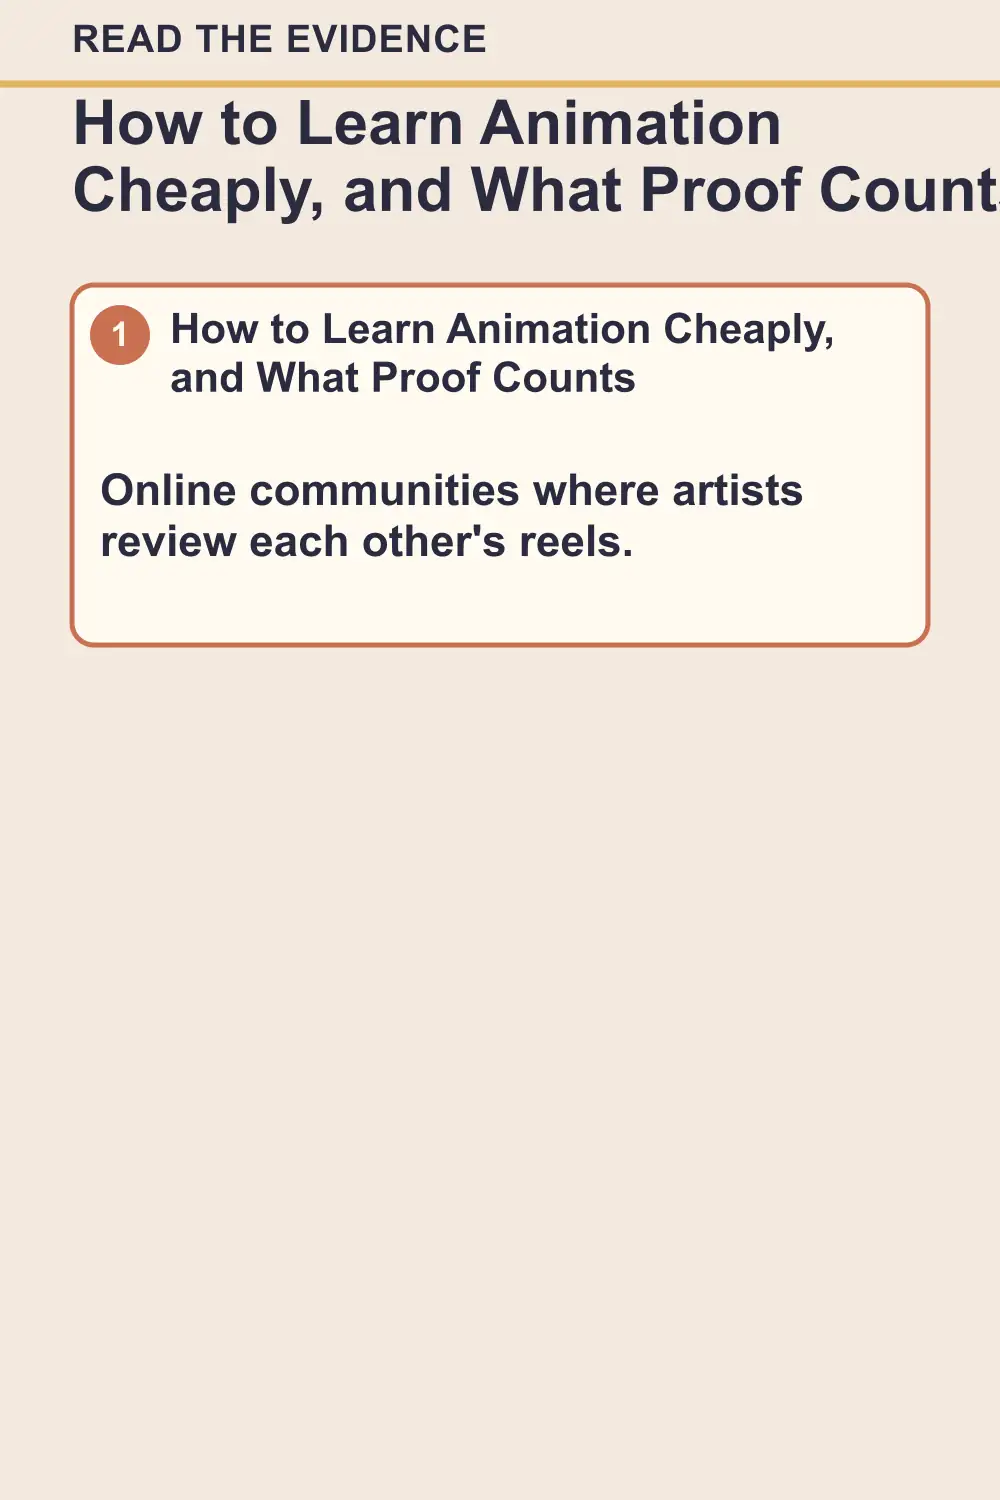 READ THE EVIDENCE
How to Learn Animation
Cheaply, and What Proof Counts
1
How to Learn Animation Cheaply,
and What Proof Counts
Online communities where artists
review each other's reels.